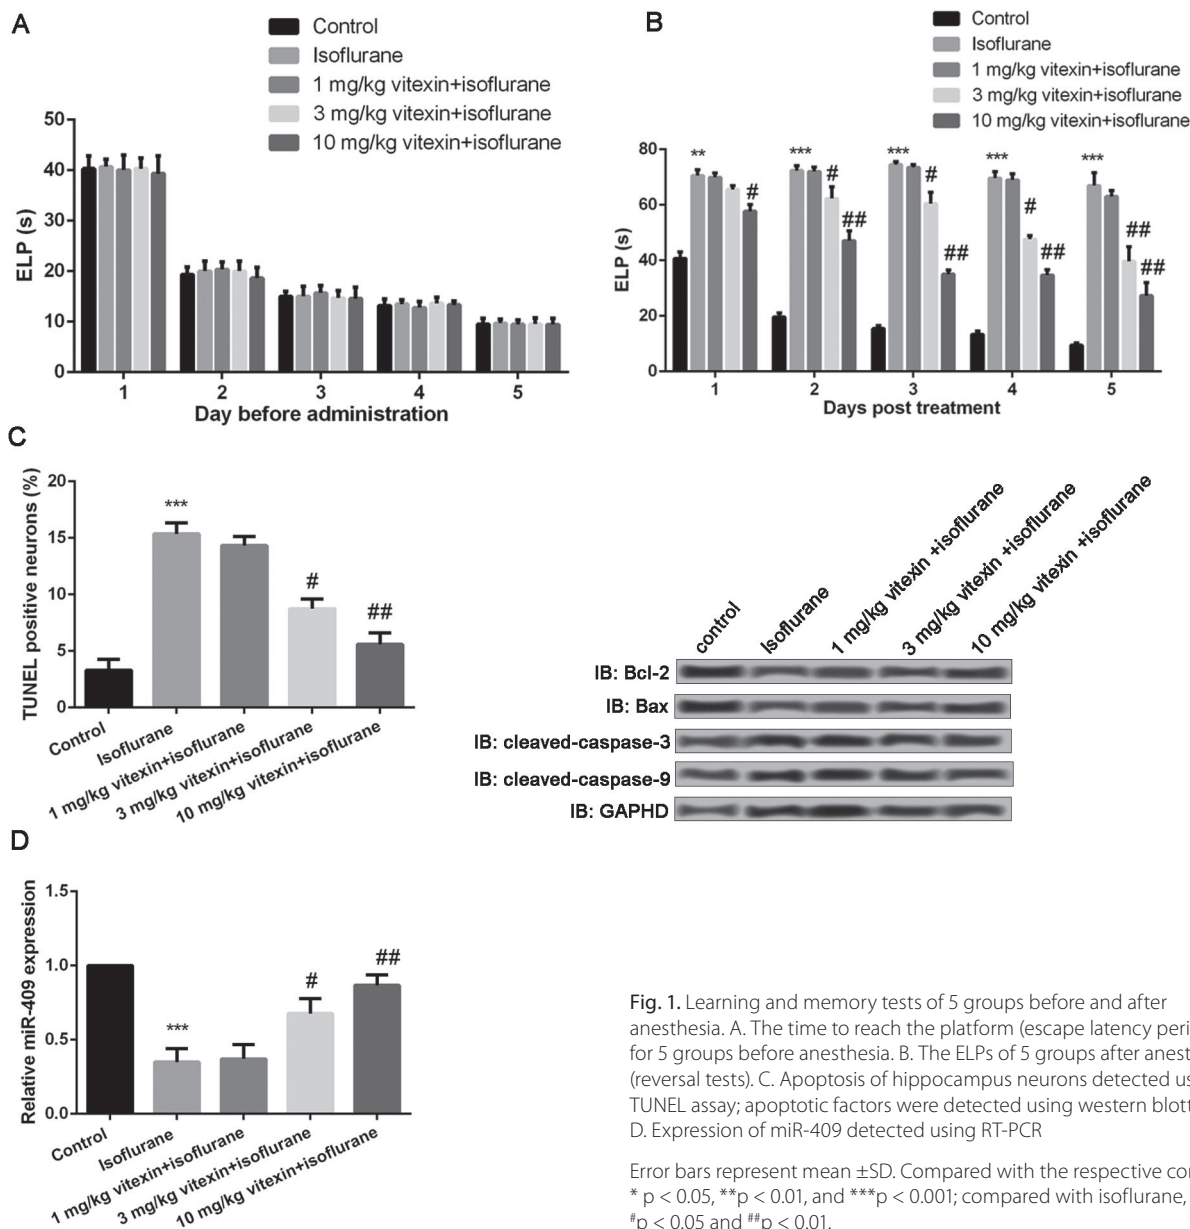 A
Control
Isoflurane
1 mg/kg vitexin+isoflurane
3 mg/kg vitexin+isoflurane
10 mg/kg vitexin+isoflurane
ELP (s)
50
40
30
20
10
0
1 2 3 4 5
Day before administration
B
Control
Isoflurane
1 mg/kg vitexin+isoflurane
3 mg/kg vitexin+isoflurane
10 mg/kg vitexin+isoflurane
ELP (s)
80
60
40
20
0
** *** *** *** ***
# # # # ##
## ## ## ##
1 2 3 4 5
Days post treatment
C
TUNEL positive neurons (%)
20
15
10
5
0
***
#
##
Control
Isoflurane
1 mg/kg vitexin+isoflurane
3 mg/kg vitexin+isoflurane
10 mg/kg vitexin+isoflurane
control
Isoflurane
1 mg/kg vitexin +isoflurane
3 mg/kg vitexin +isoflurane
10 mg/kg vitexin +isoflurane
IB: Bcl-2
IB: Bax
IB: cleaved-caspase-3
IB: cleaved-caspase-9
IB: GAPHD
D
Relative miR-409 expression
1.5
1.0
0.5
0.0
***
#
##
Control
Isoflurane
1 mg/kg vitexin+isoflurane
3 mg/kg vitexin+isoflurane
10 mg/kg vitexin+isoflurane
Fig. 1. Learning and memory tests of 5 groups before and after
anesthesia. A. The time to reach the platform (escape latency peri
for 5 groups before anesthesia. B. The ELPs of 5 groups after anest
(reversal tests). C. Apoptosis of hippocampus neurons detected us
TUNEL assay; apoptotic factors were detected using western blott
D. Expression of miR-409 detected using RT-PCR
Error bars represent mean ±SD. Compared with the respective cor
* p < 0.05, **p < 0.01, and ***p < 0.001; compared with isoflurane,
#p < 0.05 and ##p < 0.01.